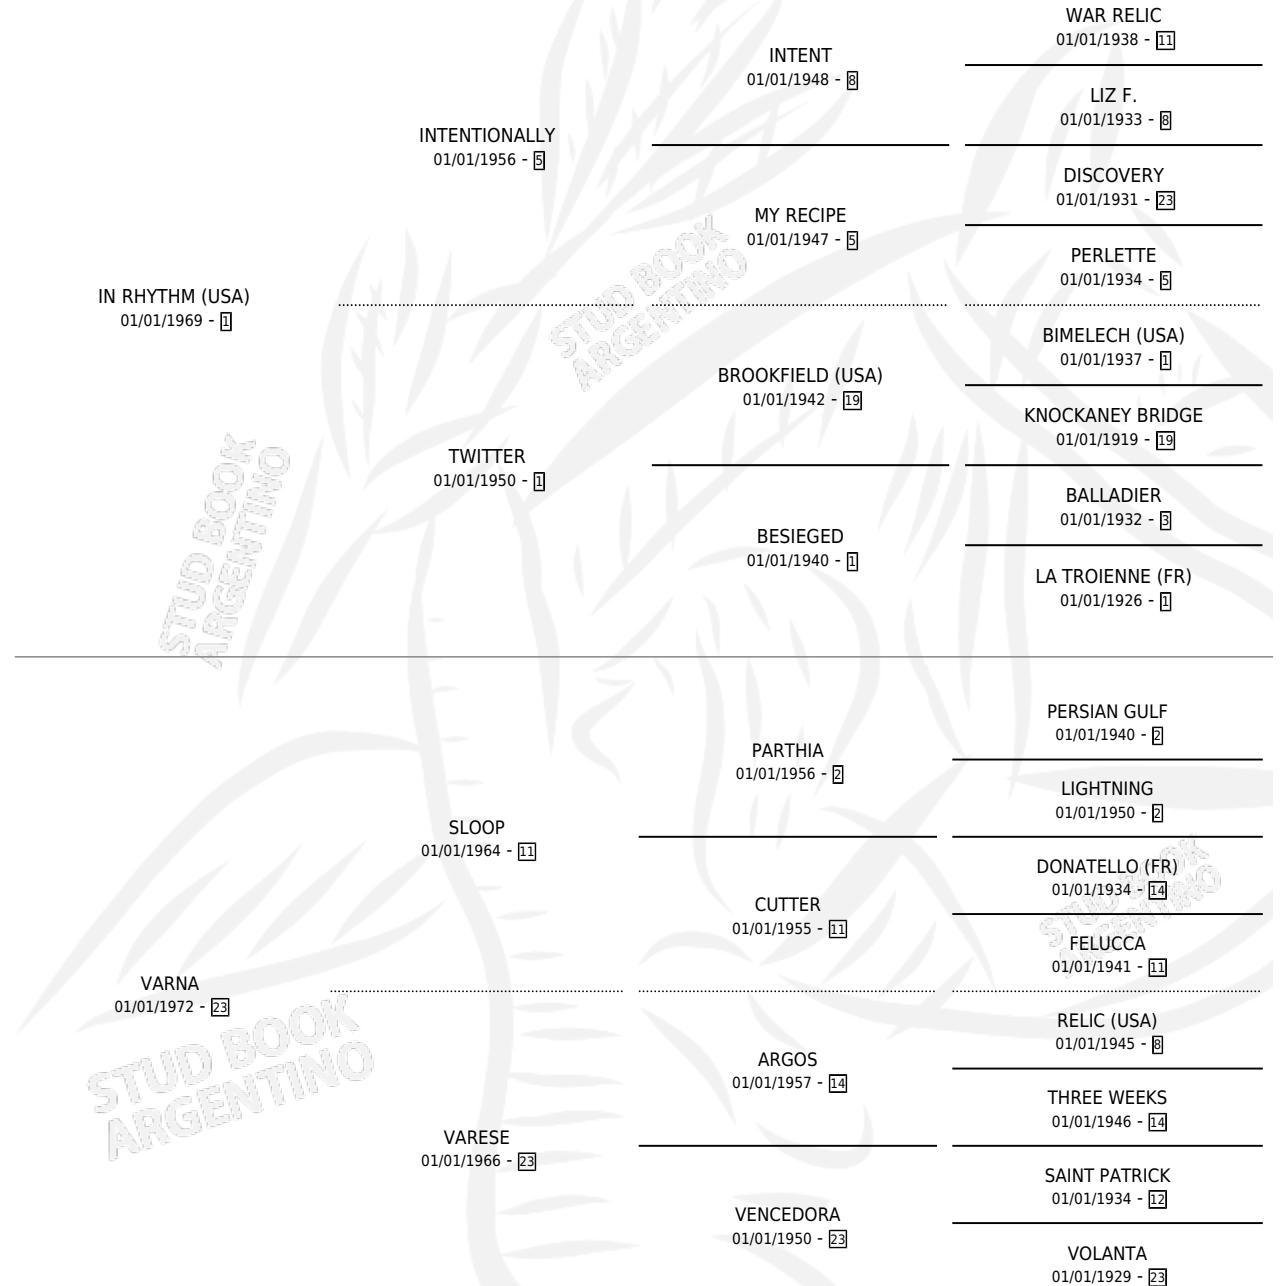 WAR RELIC
01/01/1938 - 11
INTENT
01/01/1948 - 8
LIZ F.
01/01/1933 - 8
INTENTIONALLY
01/01/1956 - 5
DISCOVERY
01/01/1931 - 23
MY RECIPE
01/01/1947 - 5
PERLETTE
01/01/1934 - 5
IN RHYTHM (USA)
01/01/1969 - 1
BIMELECH (USA)
01/01/1937 - 1
BROOKFIELD (USA)
01/01/1942 - 19
KNOCKANEY BRIDGE
01/01/1919 - 19
TWITTER
01/01/1950 - 1
BALLADIER
01/01/1932 - 3
BESIEGED
01/01/1940 - 1
LA TROIENNE (FR)
01/01/1926 - 1
PERSIAN GULF
01/01/1940 - 2
PARTHIA
01/01/1956 - 2
LIGHTNING
01/01/1950 - 2
SLOOP
01/01/1964 - 11
DONATELLO (FR)
01/01/1934 - 14
CUTTER
01/01/1955 - 11
FELUCCA
01/01/1941 - 11
VARNA
01/01/1972 - 23
RELIC (USA)
01/01/1945 - 8
ARGOS
01/01/1957 - 14
THREE WEEKS
01/01/1946 - 14
VARESE
01/01/1966 - 23
SAINT PATRICK
01/01/1934 - 12
VENCEDORA
01/01/1950 - 23
VOLANTA
01/01/1929 - 23
STUD BOOK
ARGENTINO
STUD BOOK
ARGENTINO
STUD BOOK
ARGENTINO
STUD BOOK
ARGENTINO